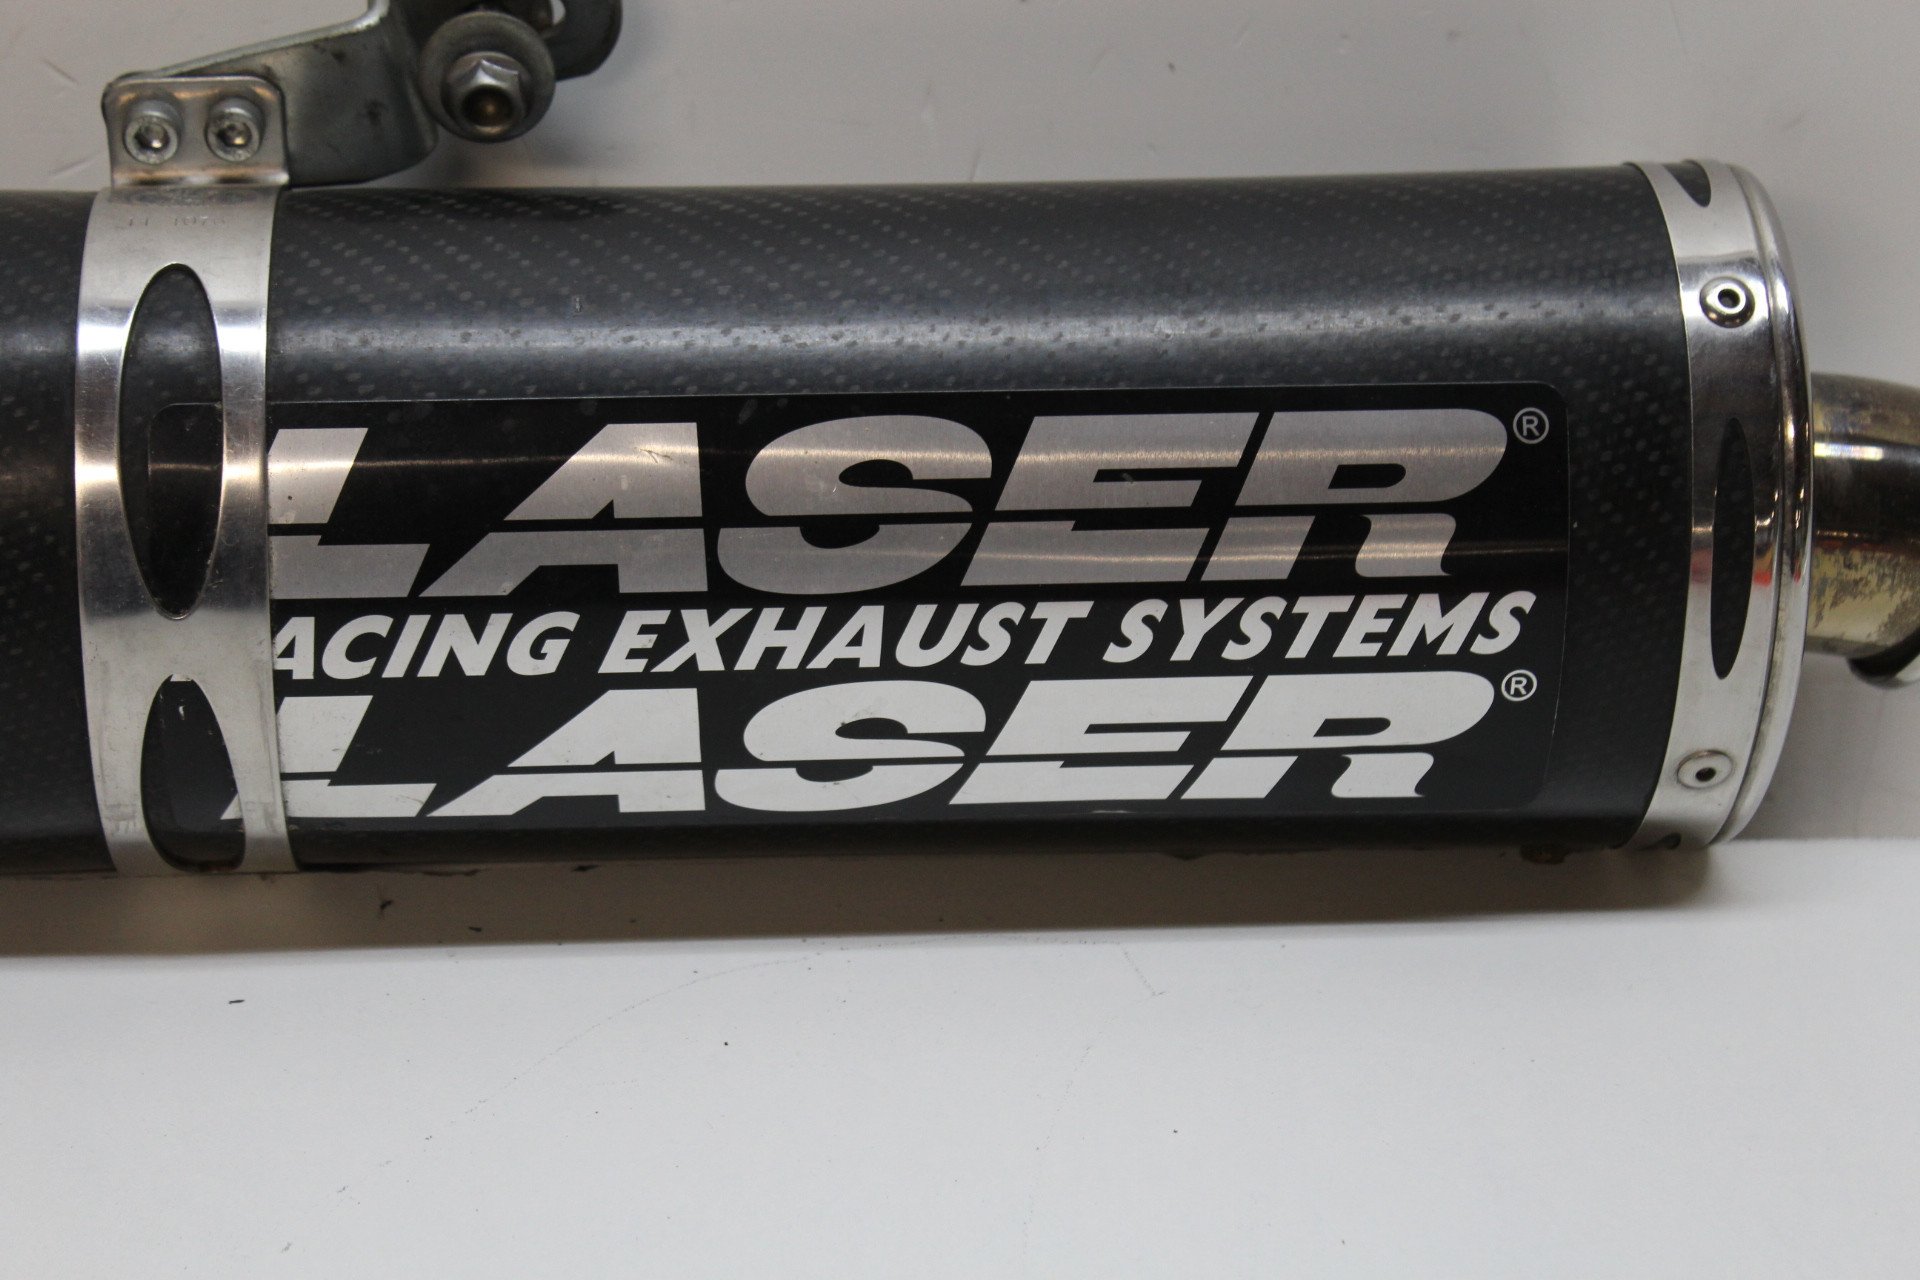 LASER®
ACING EXHAUST SYSTEMS
LASER®